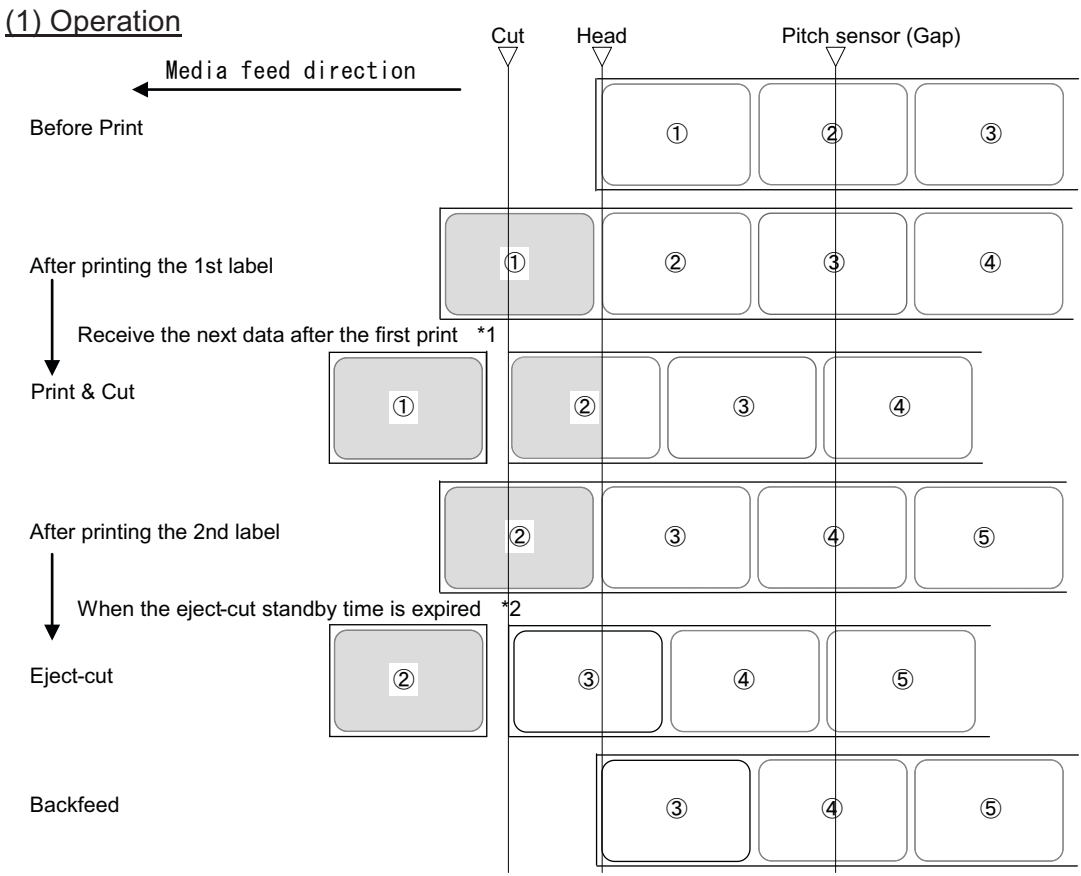 (1) Operation
Cut Head Pitch sensor (Gap)
Media feed direction
Before Print
① ② ③
After printing the 1st label
① ② ③ ④
Receive the next data after the first print *1
Print & Cut
① ② ③ ④
After printing the 2nd label
② ③ ④ ⑤
When the eject-cut standby time is expired *2
Eject-cut
② ③ ④ ⑤
Backfeed
③ ④ ⑤